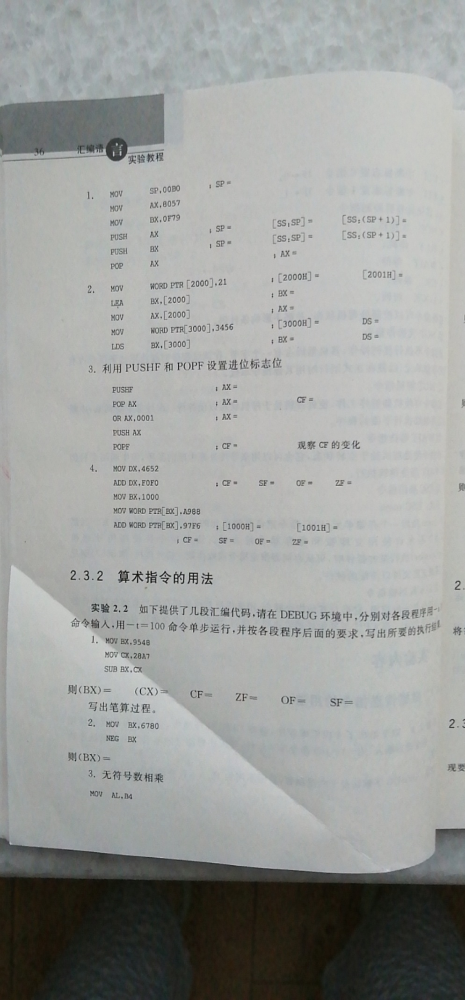 36 汇编语言
实验教程
1. MOV SP,00B0 ; SP=
MOV AX,8057
MOV BX,0F79
PUSH AX ; SP= [SS:SP]= [SS:(SP+1)]=
PUSH BX ; SP= [SS:SP]= [SS:(SP+1)]=
POP AX ; AX=
2. MOV WORD PTR [2000],21 ; [2000H]= [2001H]=
LEA BX,[2000] ; BX=
MOV AX,[2000] ; AX=
MOV WORD PTR[3000],3456 ; [3000H]= DS=
LDS BX,[3000] ; BX= DS=
3. 利用 PUSHF 和 POPF 设置进位标志位
PUSHF ; AX=
POP AX ; AX= CF=
OR AX,0001 ; AX=
PUSH AX
POPF ; CF= 观察 CF 的变化
4. MOV DX,4652
ADD DX,F0F0 ; CF= SF= OF= ZF=
MOV BX,1000
MOV WORD PTR[BX],A988
ADD WORD PTR[BX],97F6 ; [1000H]= [1001H]=
; CF= SF= OF= ZF=
2.3.2 算术指令的用法
实验 2.2 如下提供了几段汇编代码,请在 DEBUG 环境中,分别对各段程序用
命令输入,用－t＝100 命令单步运行,并按各段程序后面的要求,写出所要的执行结果
1. MOV BX,9548
MOV CX,28A7
SUB BX,CX
则(BX)= (CX)= CF= ZF= OF= SF=
写出笔算过程。
2. MOV BX,6780
NEG BX
则(BX)=
3. 无符号数相乘
MOV AL,B4
则
2.
将
2.3
现要